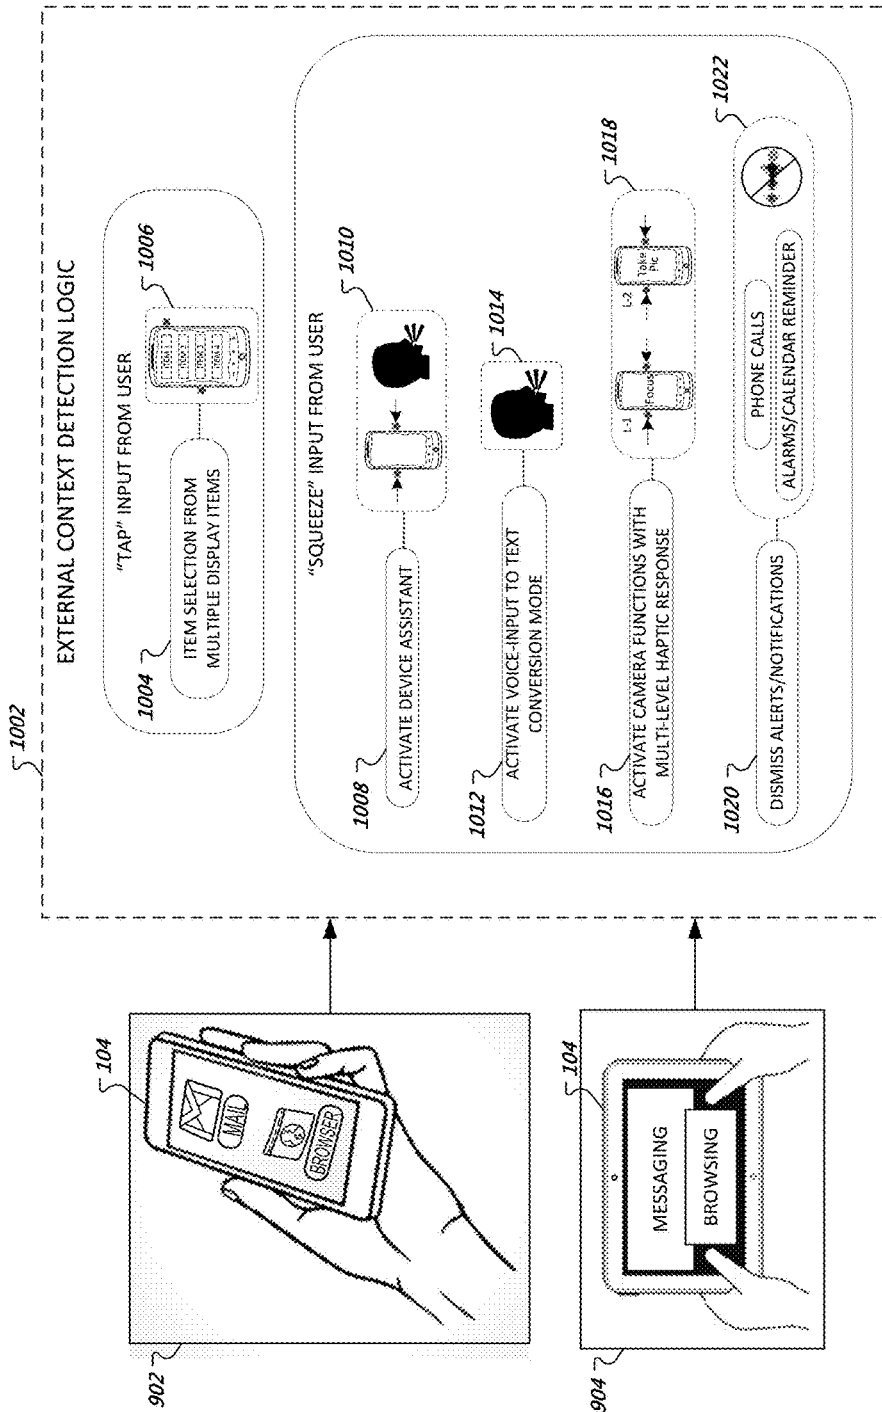 1002
EXTERNAL CONTEXT DETECTION LOGIC
"TAP" INPUT FROM USER
1004
ITEM SELECTION FROM
MULTIPLE DISPLAY ITEMS
1006
"SQUEEZE" INPUT FROM USER
1008
ACTIVATE DEVICE ASSISTANT
1010
1012
ACTIVATE VOICE-INPUT TO TEXT
CONVERSION MODE
1014
1016
ACTIVATE CAMERA FUNCTIONS WITH
MULTI-LEVEL HAPTIC RESPONSE
1018
L-1
Focus
L-2
Take
Pic
1020
DISMISS ALERTS/NOTIFICATIONS
1022
PHONE CALLS
ALARMS/CALENDAR REMINDER
902
104
MAIL
BROWSER
904
104
MESSAGING
BROWSING